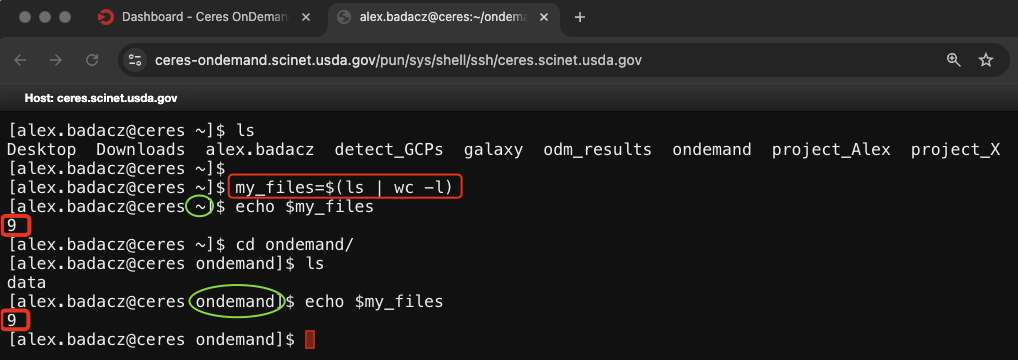 Dashboard - Ceres OnDeman
alex.badacz@ceres:~/ondema
ceres-ondemand.scinet.usda.gov/pun/sys/shell/ssh/ceres.scinet.usda.gov
Host: ceres.scinet.usda.gov
[alex.badacz@ceres ~]$ ls
Desktop Downloads alex.badacz detect_GCPs galaxy odm_results ondemand project_Alex project_X
[alex.badacz@ceres ~]$
[alex.badacz@ceres ~]$ my_files=$(ls | wc -l)
[alex.badacz@ceres ~]$ echo $my_files
9
[alex.badacz@ceres ~]$ cd ondemand/
[alex.badacz@ceres ondemand]$ ls
data
[alex.badacz@ceres ondemand]$ echo $my_files
9
[alex.badacz@ceres ondemand]$